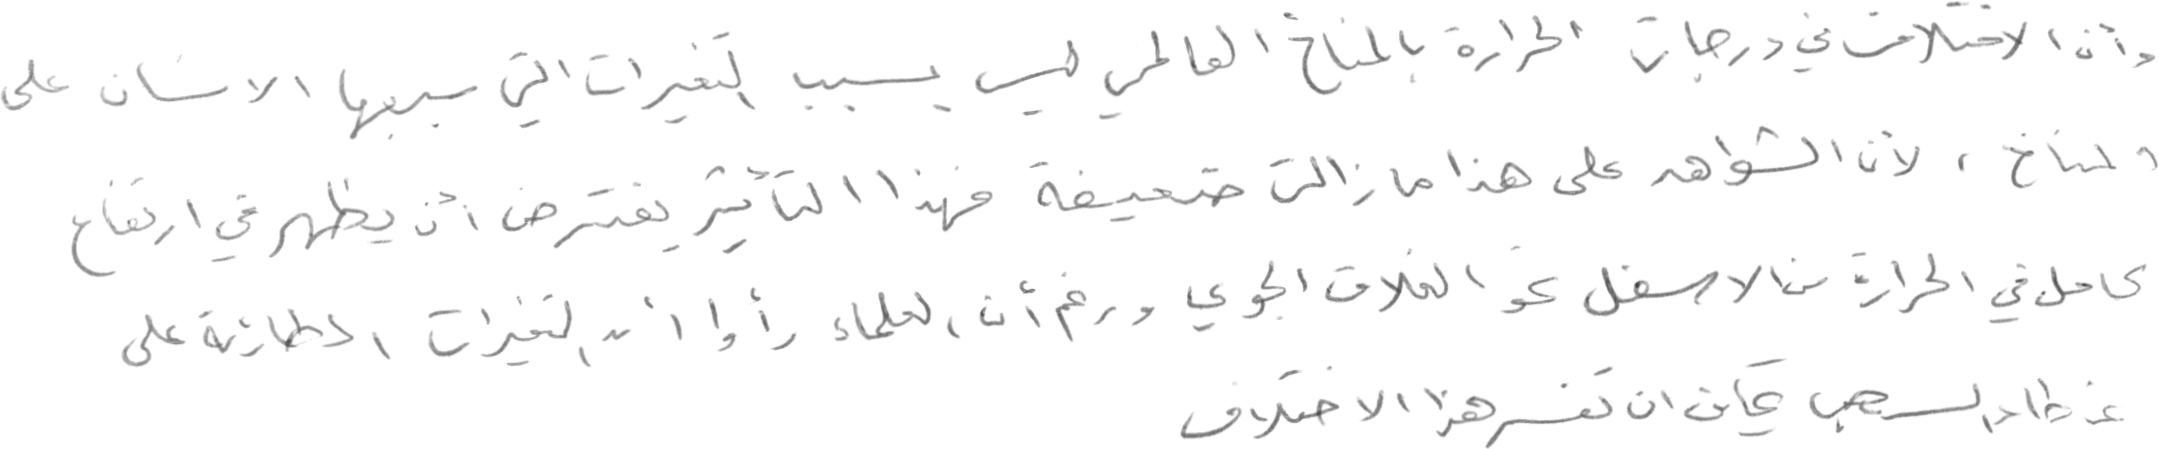 وأن الاختلاف في درجات الحرارة بالمناخ العالمي ليس بسبب التغيرات التي سببها الانسان على
المناخ ، لأن الشواهد على هذا ما زالت ضعيفة فهذا التأثير يفترض أن يظهر في ارتفاع
كامل في الحرارة من الاسفل نحو الغلاف الجوي ورغم أن العلماء رأوا أن التغيرات الطارئة على
غطاء السحب يمكن ان تفسر هذا الاختلاف